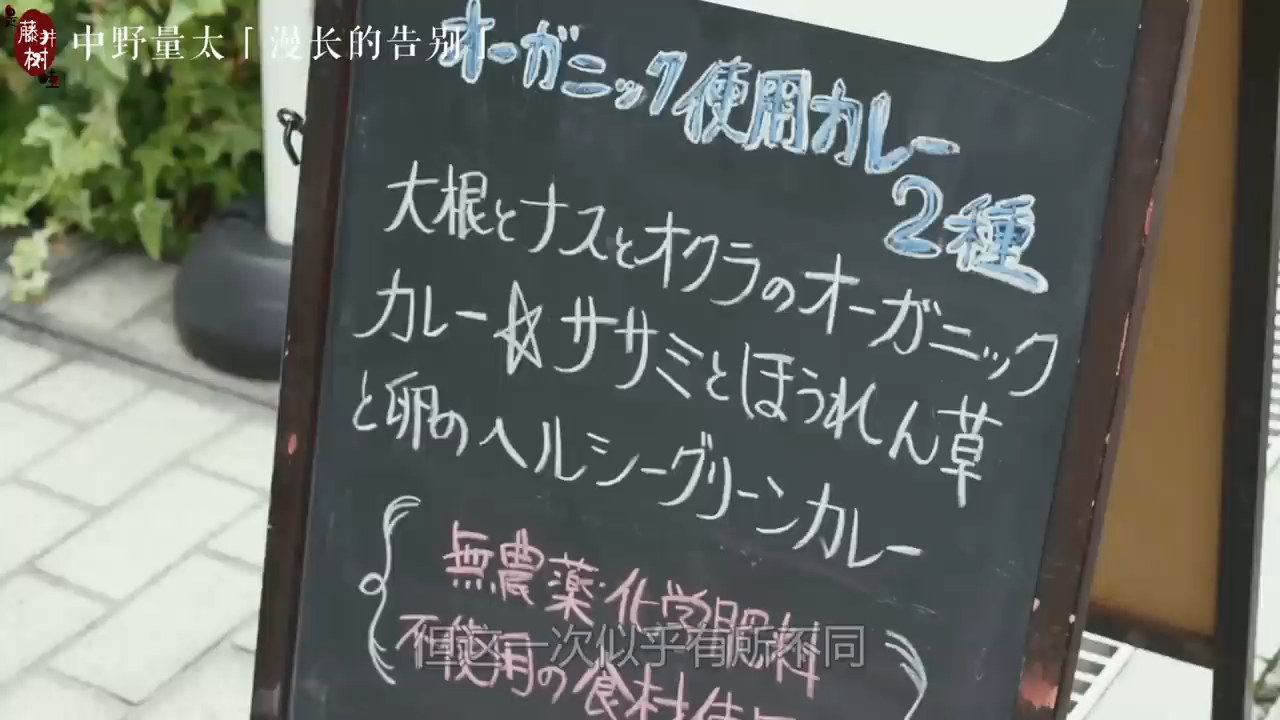 藤井树
中野量太「漫长的告别」
オーガニック使用カレー
2種
大根とナスとオクラのオーガニック
カレー☆ササミとほうれん草
と卵のヘルシーグリーンカレー
無農薬・化学肥料
不使用の食材使用
但这一次似乎有所不同